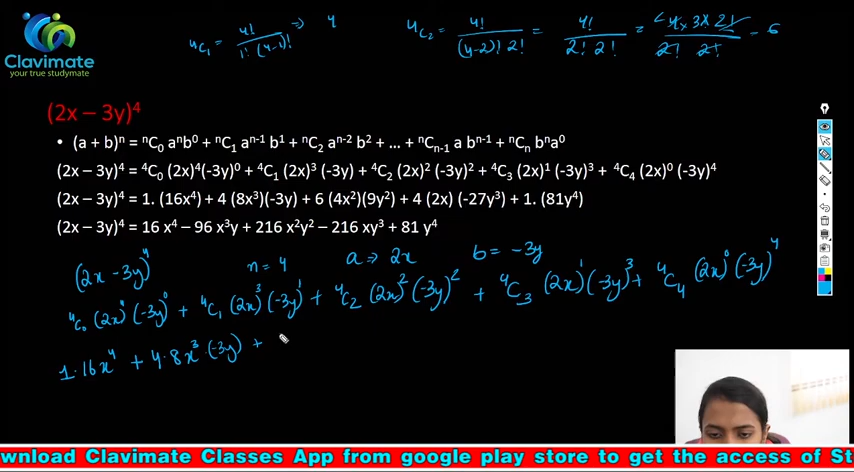 ⁴C₁ = 4! / 1! (4-1)! ⇒ 4
⁴C₂ = 4! / (4-2)! 2! = 4! / 2! 2! = 4 × 3 × 2! / 2! 2! = 6
Clavimate
your true studymate
(2x – 3y)⁴
• (a + b)ⁿ = ⁿC₀ aⁿb⁰ + ⁿC₁ aⁿ⁻¹ b¹ + ⁿC₂ aⁿ⁻² b² + ... + ⁿCₙ₋₁ a bⁿ⁻¹ + ⁿCₙ bⁿa⁰
(2x – 3y)⁴ = ⁴C₀ (2x)⁴(-3y)⁰ + ⁴C₁ (2x)³ (-3y) + ⁴C₂ (2x)² (-3y)² + ⁴C₃ (2x)¹ (-3y)³ + ⁴C₄ (2x)⁰ (-3y)⁴
(2x – 3y)⁴ = 1. (16x⁴) + 4 (8x³)(-3y) + 6 (4x²)(9y²) + 4 (2x) (-27y³) + 1. (81y⁴)
(2x – 3y)⁴ = 16 x⁴ – 96 x³y + 216 x²y² – 216 xy³ + 81 y⁴
(2x - 3y)⁴ n = 4 a ⇒ 2x b = -3y
⁴C₀ (2x)⁴ (-3y)⁰ + ⁴C₁ (2x)³ (-3y)¹ + ⁴C₂ (2x)² (-3y)² + ⁴C₃ (2x)¹ (-3y)³ + ⁴C₄ (2x)⁰ (-3y)⁴
1 · 16x⁴ + 4 · 8x³ · (-3y) +
wnload Clavimate Classes App from google play store to get the access of St